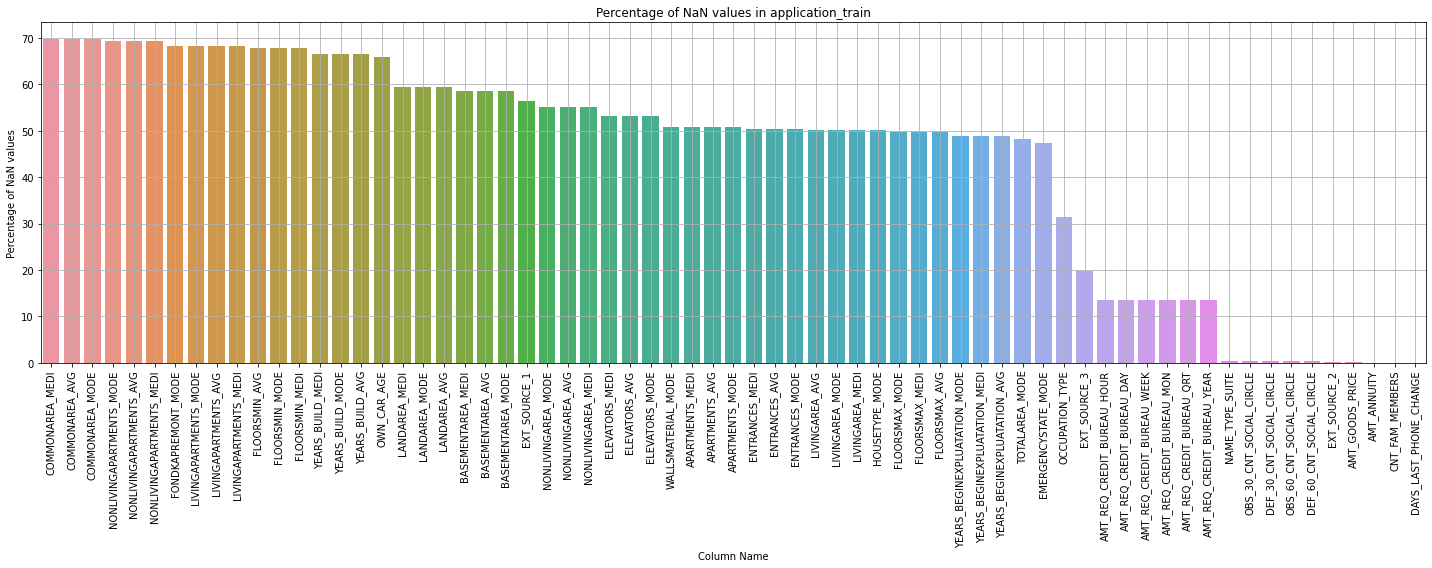 Percentage of NaN values in application_train
Percentage of NaN values
70
60
50
40
30
20
10
0
COMMONAREA_MEDI
COMMONAREA_AVG
COMMONAREA_MODE
NONLIVINGAPARTMENTS_MODE
NONLIVINGAPARTMENTS_AVG
NONLIVINGAPARTMENTS_MEDI
FONDKAPREMONT_MODE
LIVINGAPARTMENTS_MODE
LIVINGAPARTMENTS_AVG
LIVINGAPARTMENTS_MEDI
FLOORSMIN_AVG
FLOORSMIN_MODE
FLOORSMIN_MEDI
YEARS_BUILD_MEDI
YEARS_BUILD_MODE
YEARS_BUILD_AVG
OWN_CAR_AGE
LANDAREA_MEDI
LANDAREA_MODE
LANDAREA_AVG
BASEMENTAREA_MEDI
BASEMENTAREA_AVG
BASEMENTAREA_MODE
EXT_SOURCE_1
NONLIVINGAREA_MODE
NONLIVINGAREA_AVG
NONLIVINGAREA_MEDI
ELEVATORS_MEDI
ELEVATORS_AVG
ELEVATORS_MODE
WALLSMATERIAL_MODE
APARTMENTS_MEDI
APARTMENTS_AVG
APARTMENTS_MODE
ENTRANCES_MEDI
ENTRANCES_AVG
ENTRANCES_MODE
LIVINGAREA_AVG
LIVINGAREA_MODE
LIVINGAREA_MEDI
HOUSETYPE_MODE
FLOORSMAX_MODE
FLOORSMAX_MEDI
FLOORSMAX_AVG
YEARS_BEGINEXPLUATATION_MODE
YEARS_BEGINEXPLUATATION_MEDI
YEARS_BEGINEXPLUATATION_AVG
TOTALAREA_MODE
EMERGENCYSTATE_MODE
OCCUPATION_TYPE
EXT_SOURCE_3
AMT_REQ_CREDIT_BUREAU_HOUR
AMT_REQ_CREDIT_BUREAU_DAY
AMT_REQ_CREDIT_BUREAU_WEEK
AMT_REQ_CREDIT_BUREAU_MON
AMT_REQ_CREDIT_BUREAU_QRT
AMT_REQ_CREDIT_BUREAU_YEAR
NAME_TYPE_SUITE
OBS_30_CNT_SOCIAL_CIRCLE
DEF_30_CNT_SOCIAL_CIRCLE
OBS_60_CNT_SOCIAL_CIRCLE
DEF_60_CNT_SOCIAL_CIRCLE
EXT_SOURCE_2
AMT_GOODS_PRICE
AMT_ANNUITY
CNT_FAM_MEMBERS
DAYS_LAST_PHONE_CHANGE
Column Name